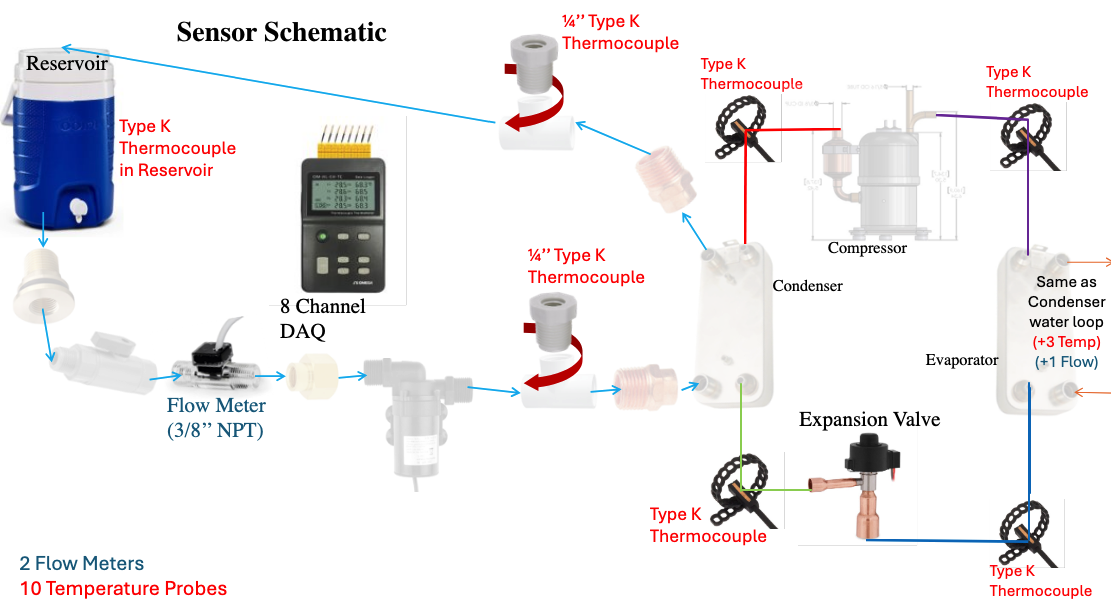 Sensor Schematic
¼’’ Type K
Thermocouple
Reservoir
Type K
Thermocouple
Type K
Thermocouple
Type K
Thermocouple
in Reservoir
Compressor
¼’’ Type K
Thermocouple
Condenser
8 Channel
DAQ
Same as
Condenser
water loop
(+3 Temp)
(+1 Flow)
Evaporator
Flow Meter
(3/8’’ NPT)
Expansion Valve
Type K
Thermocouple
Type K
Thermocouple
2 Flow Meters
10 Temperature Probes